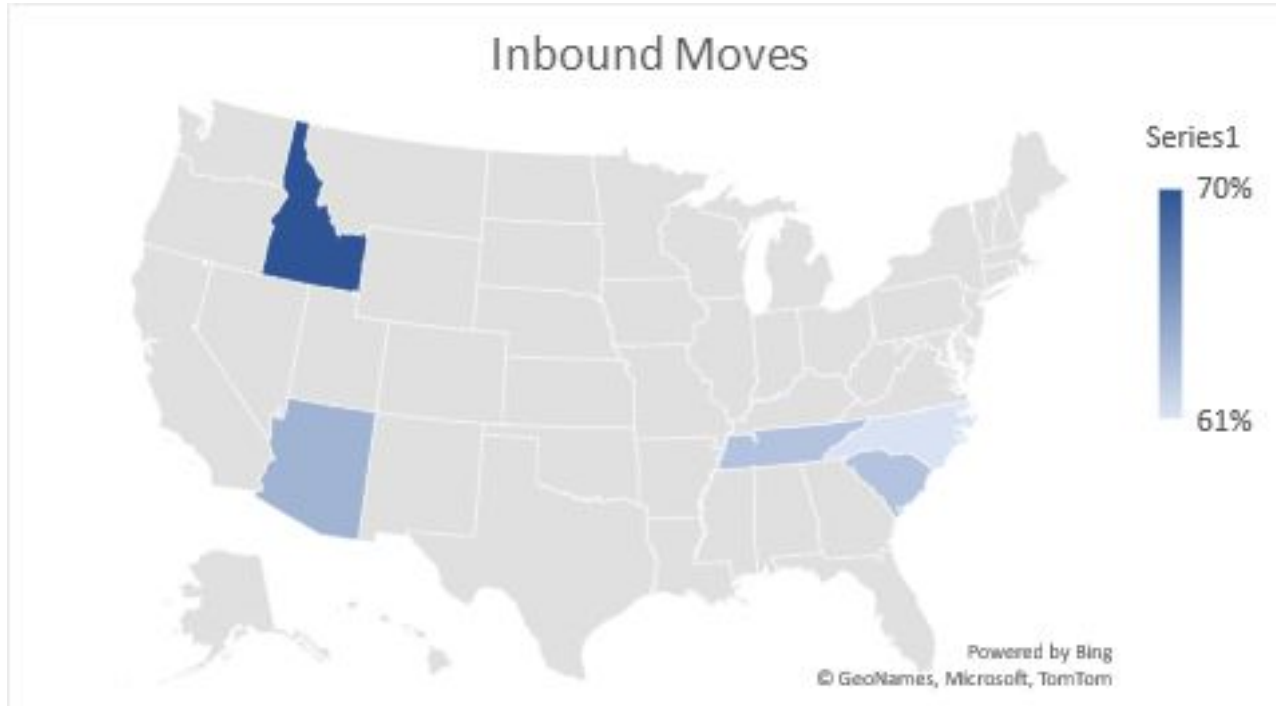 Inbound Moves
Series1
70%
61%
Powered by Bing
© GeoNames, Microsoft, TomTom